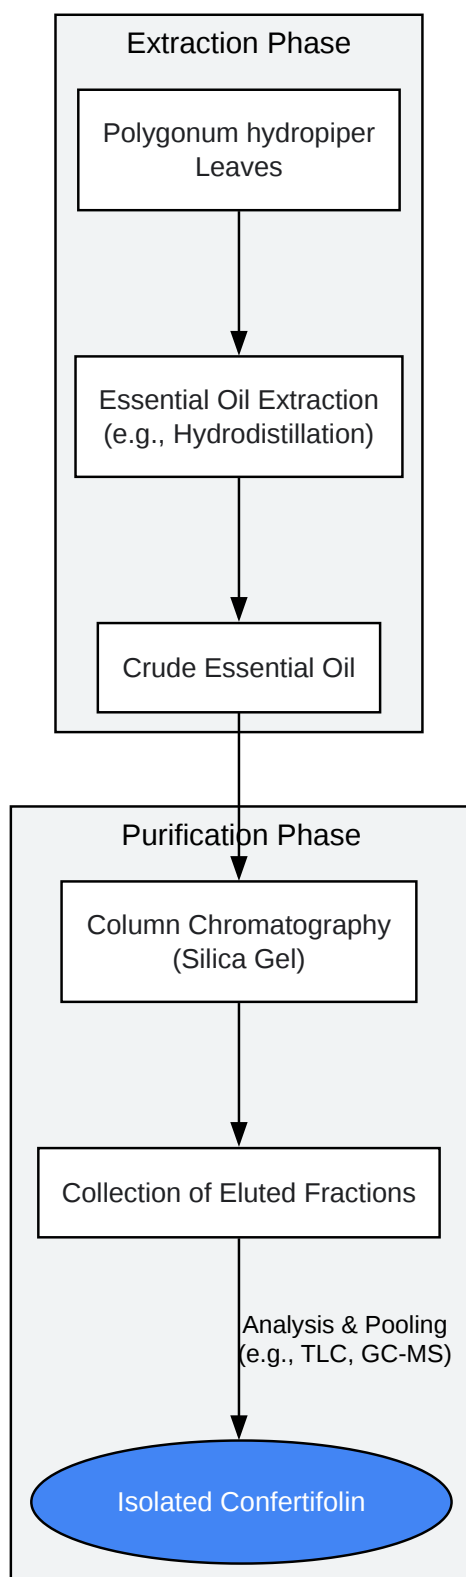 Extraction Phase
Polygonum hydropiper
Leaves
Essential Oil Extraction
(e.g., Hydrodistillation)
Crude Essential Oil
Purification Phase
Column Chromatography
(Silica Gel)
Collection of Eluted Fractions
Analysis & Pooling
(e.g., TLC, GC-MS)
Isolated Confertifolin